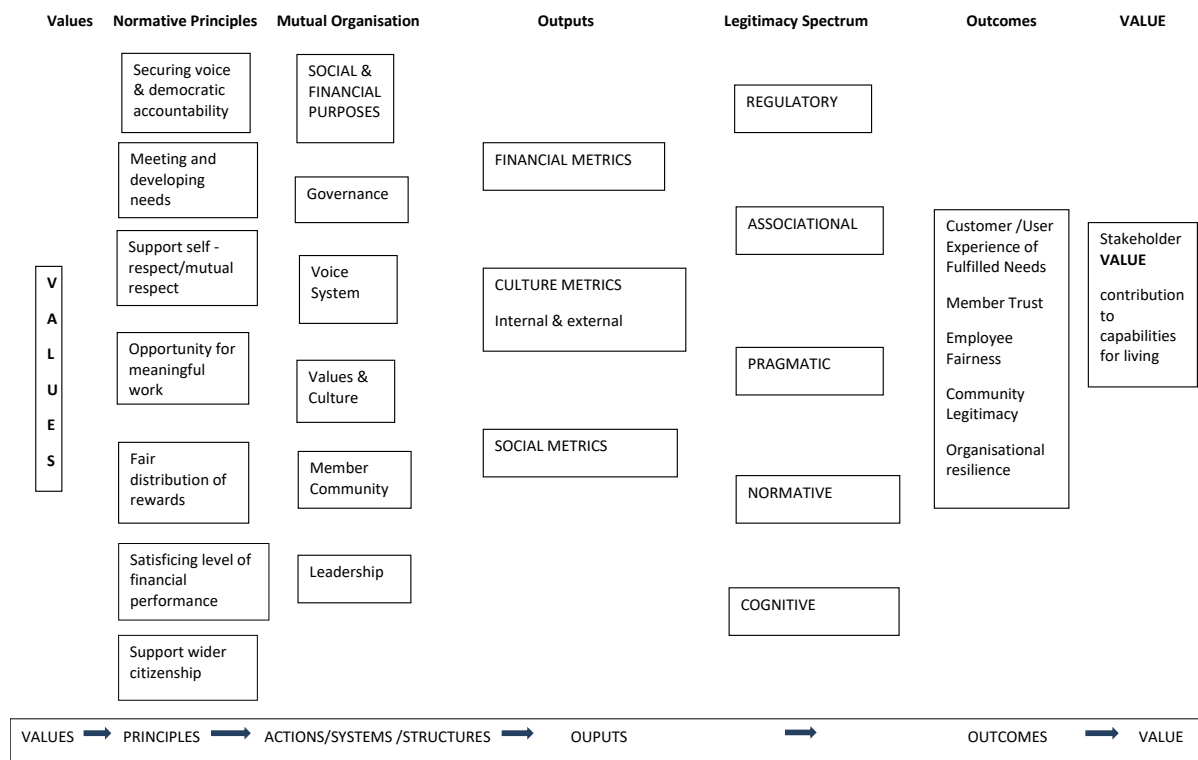 Values
Normative Principles
Mutual Organisation
Outputs
Legitimacy Spectrum
Outcomes
VALUE
V
A
L
U
E
S
Securing voice
& democratic
accountability
Meeting and
developing
needs
Support self -
respect/mutual
respect
Opportunity for
meaningful
work
Fair
distribution of
rewards
Satisficing level of
financial
performance
Support wider
citizenship
SOCIAL &
FINANCIAL
PURPOSES
Governance
Voice
System
Values &
Culture
Member
Community
Leadership
FINANCIAL METRICS
CULTURE METRICS
Internal & external
SOCIAL METRICS
REGULATORY
ASSOCIATIONAL
PRAGMATIC
NORMATIVE
COGNITIVE
Customer /User
Experience of
Fulfilled Needs
Member Trust
Employee
Fairness
Community
Legitimacy
Organisational
resilience
Stakeholder
VALUE
contribution
to
capabilities
for living
VALUES PRINCIPLES ACTIONS/SYSTEMS /STRUCTURES OUPUTS OUTCOMES VALUE